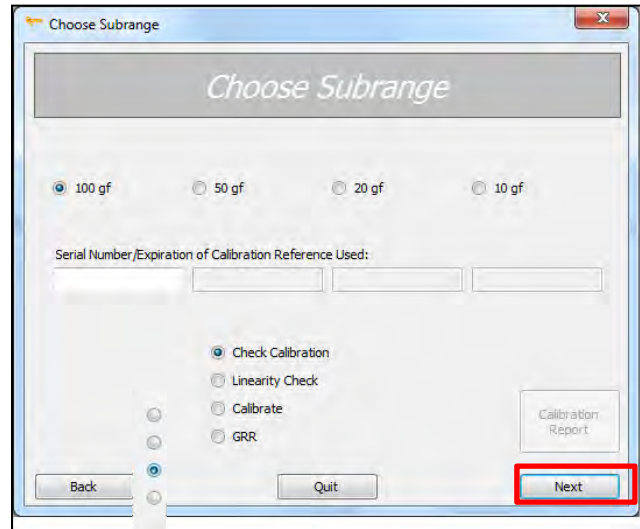 Choose Subrange
Choose Subrange
100 gf 50 gf 20 gf 10 gf
Serial Number/Expiration of Calibration Reference Used:
Check Calibration
Linearity Check
Calibrate
GRR
Calibration
Report
Back Quit Next